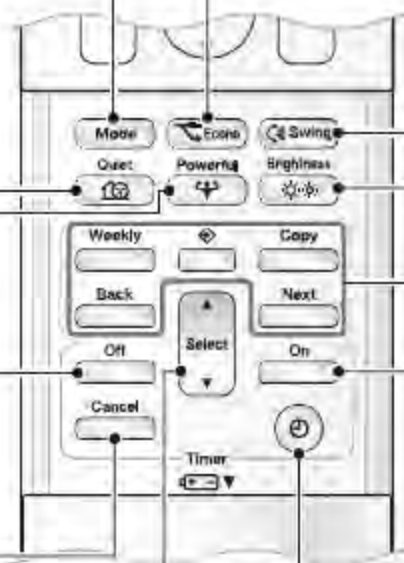 Mode Econo Swing
Quiet Powerful Brightness
Weekly Copy
Back Next
Select
Off On
Cancel
Timer